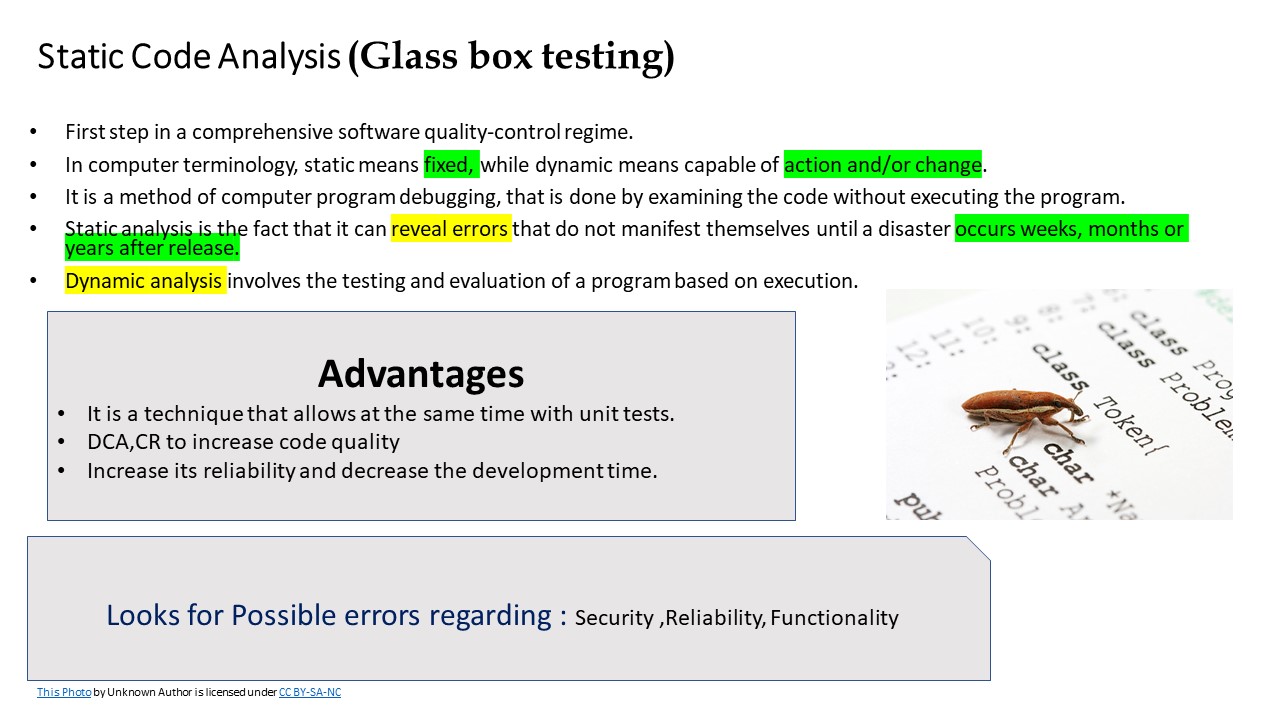 Static Code Analysis (Glass box testing)
• First step in a comprehensive software quality-control regime.
• In computer terminology, static means fixed, while dynamic means capable of action and/or change.
• It is a method of computer program debugging, that is done by examining the code without executing the program.
• Static analysis is the fact that it can reveal errors that do not manifest themselves until a disaster occurs weeks, months or
years after release.
• Dynamic analysis involves the testing and evaluation of a program based on execution.
Advantages
• It is a technique that allows at the same time with unit tests.
• DCA,CR to increase code quality
• Increase its reliability and decrease the development time.
7:
8:
9:
10:
11:
12:
class Prog
class Problem
class Token{
char *Na
char A
Probl
pub
Looks for Possible errors regarding : Security ,Reliability, Functionality
This Photo by Unknown Author is licensed under CC BY-SA-NC